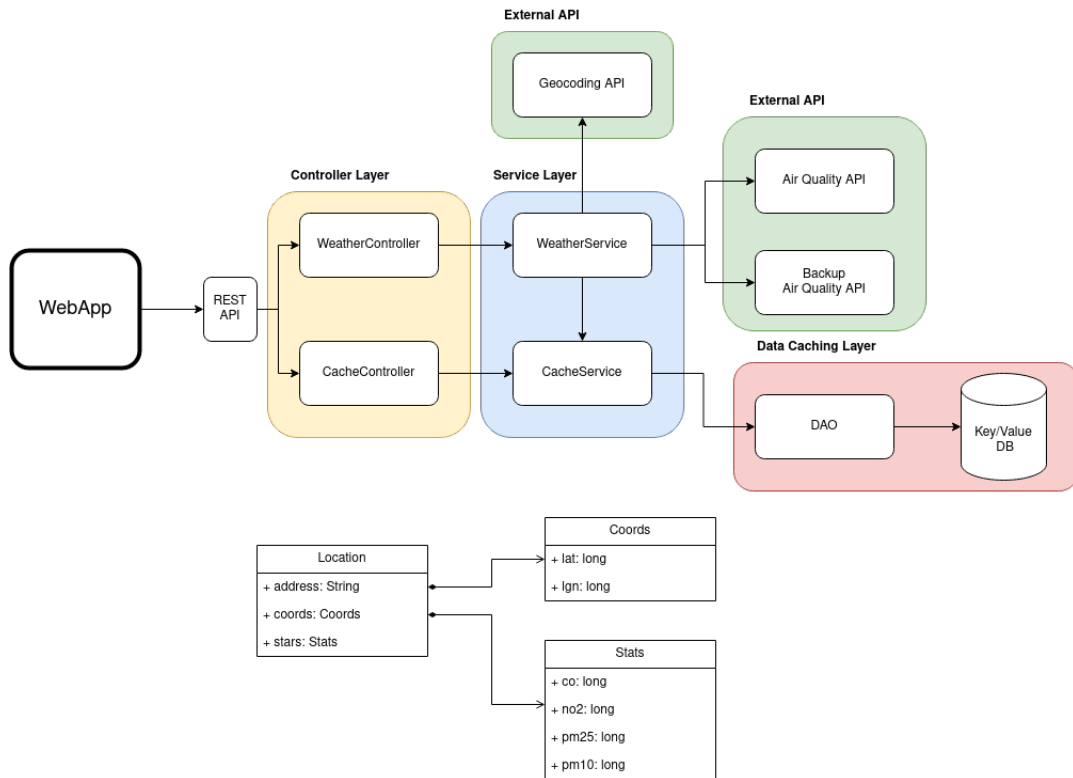 External API
Geocoding API
External API
Air Quality API
Backup
Air Quality API
Controller Layer
Service Layer
WeatherController
WeatherService
WebApp
REST
API
CacheController
CacheService
Data Caching Layer
DAO
Key/Value
DB
Location
+ address: String
+ coords: Coords
+ stars: Stats
Coords
+ lat: long
+ lgn: long
Stats
+ co: long
+ no2: long
+ pm25: long
+ pm10: long